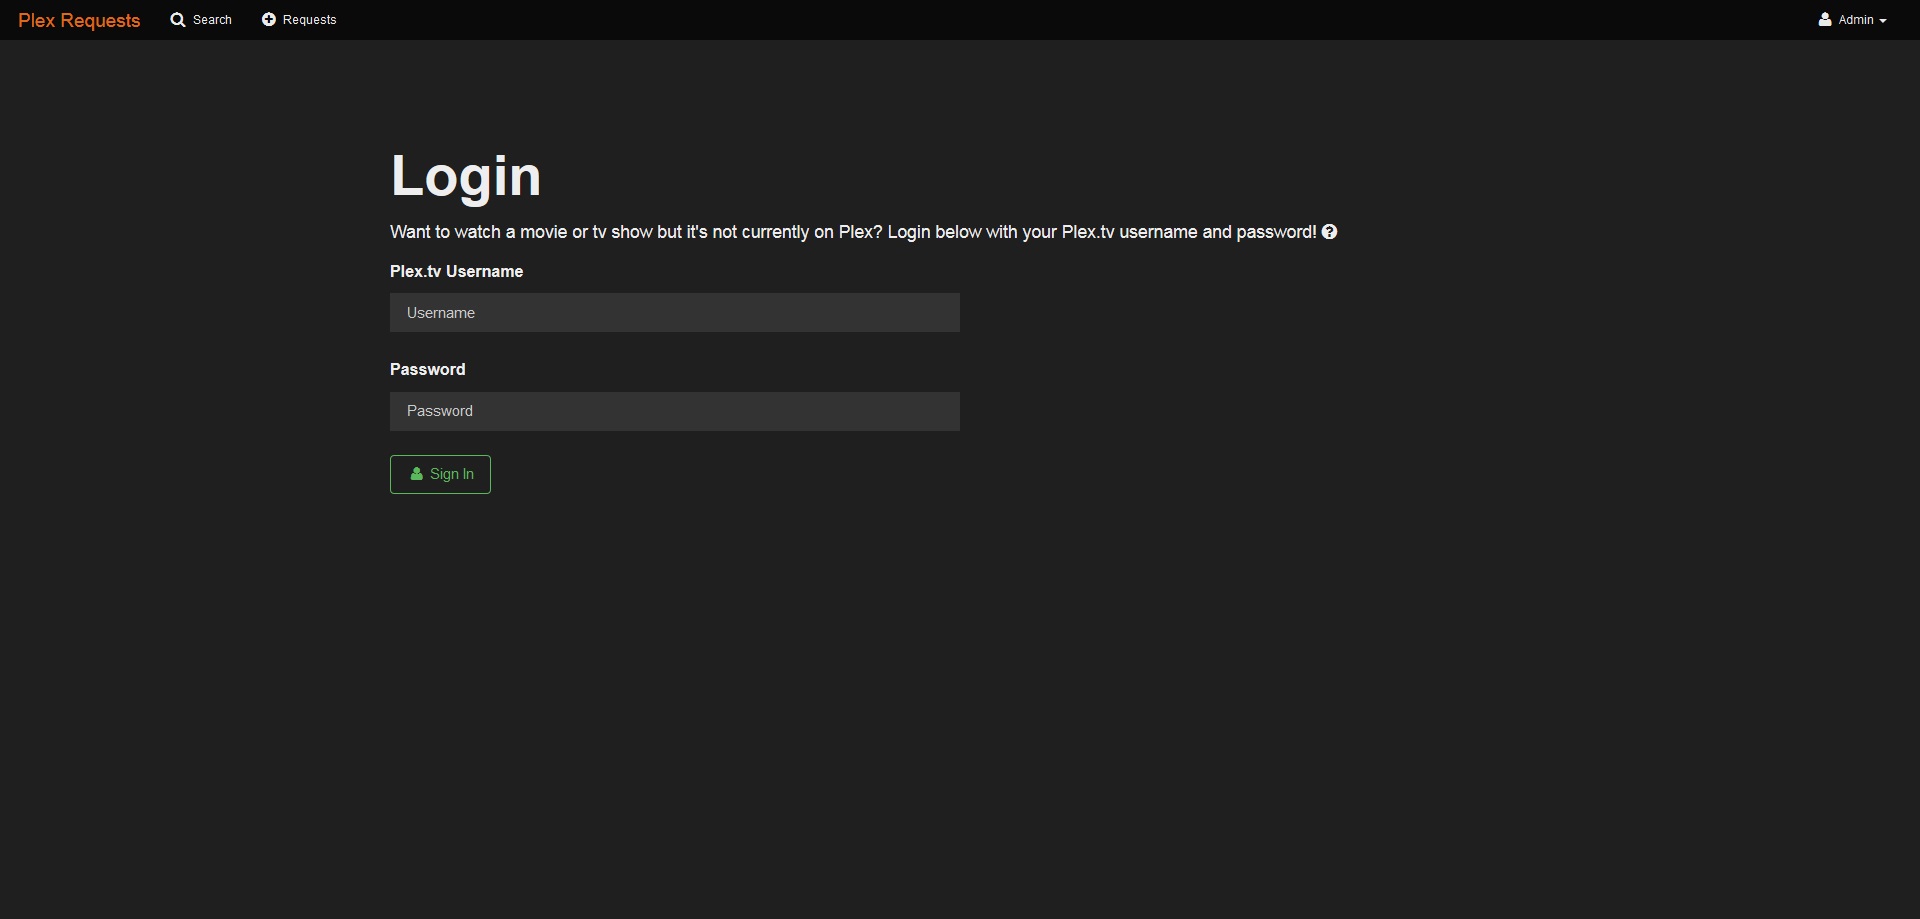 Plex Requests
Search
Requests
Admin
Login
Want to watch a movie or tv show but it's not currently on Plex? Login below with your Plex.tv username and password!
Plex.tv Username
Username
Password
Password
Sign In